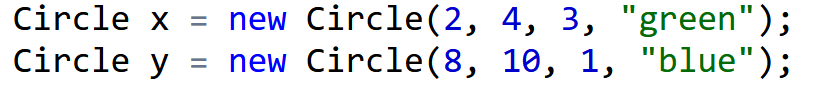 Circle x = new Circle(2, 4, 3, "green");
Circle y = new Circle(8, 10, 1, "blue");